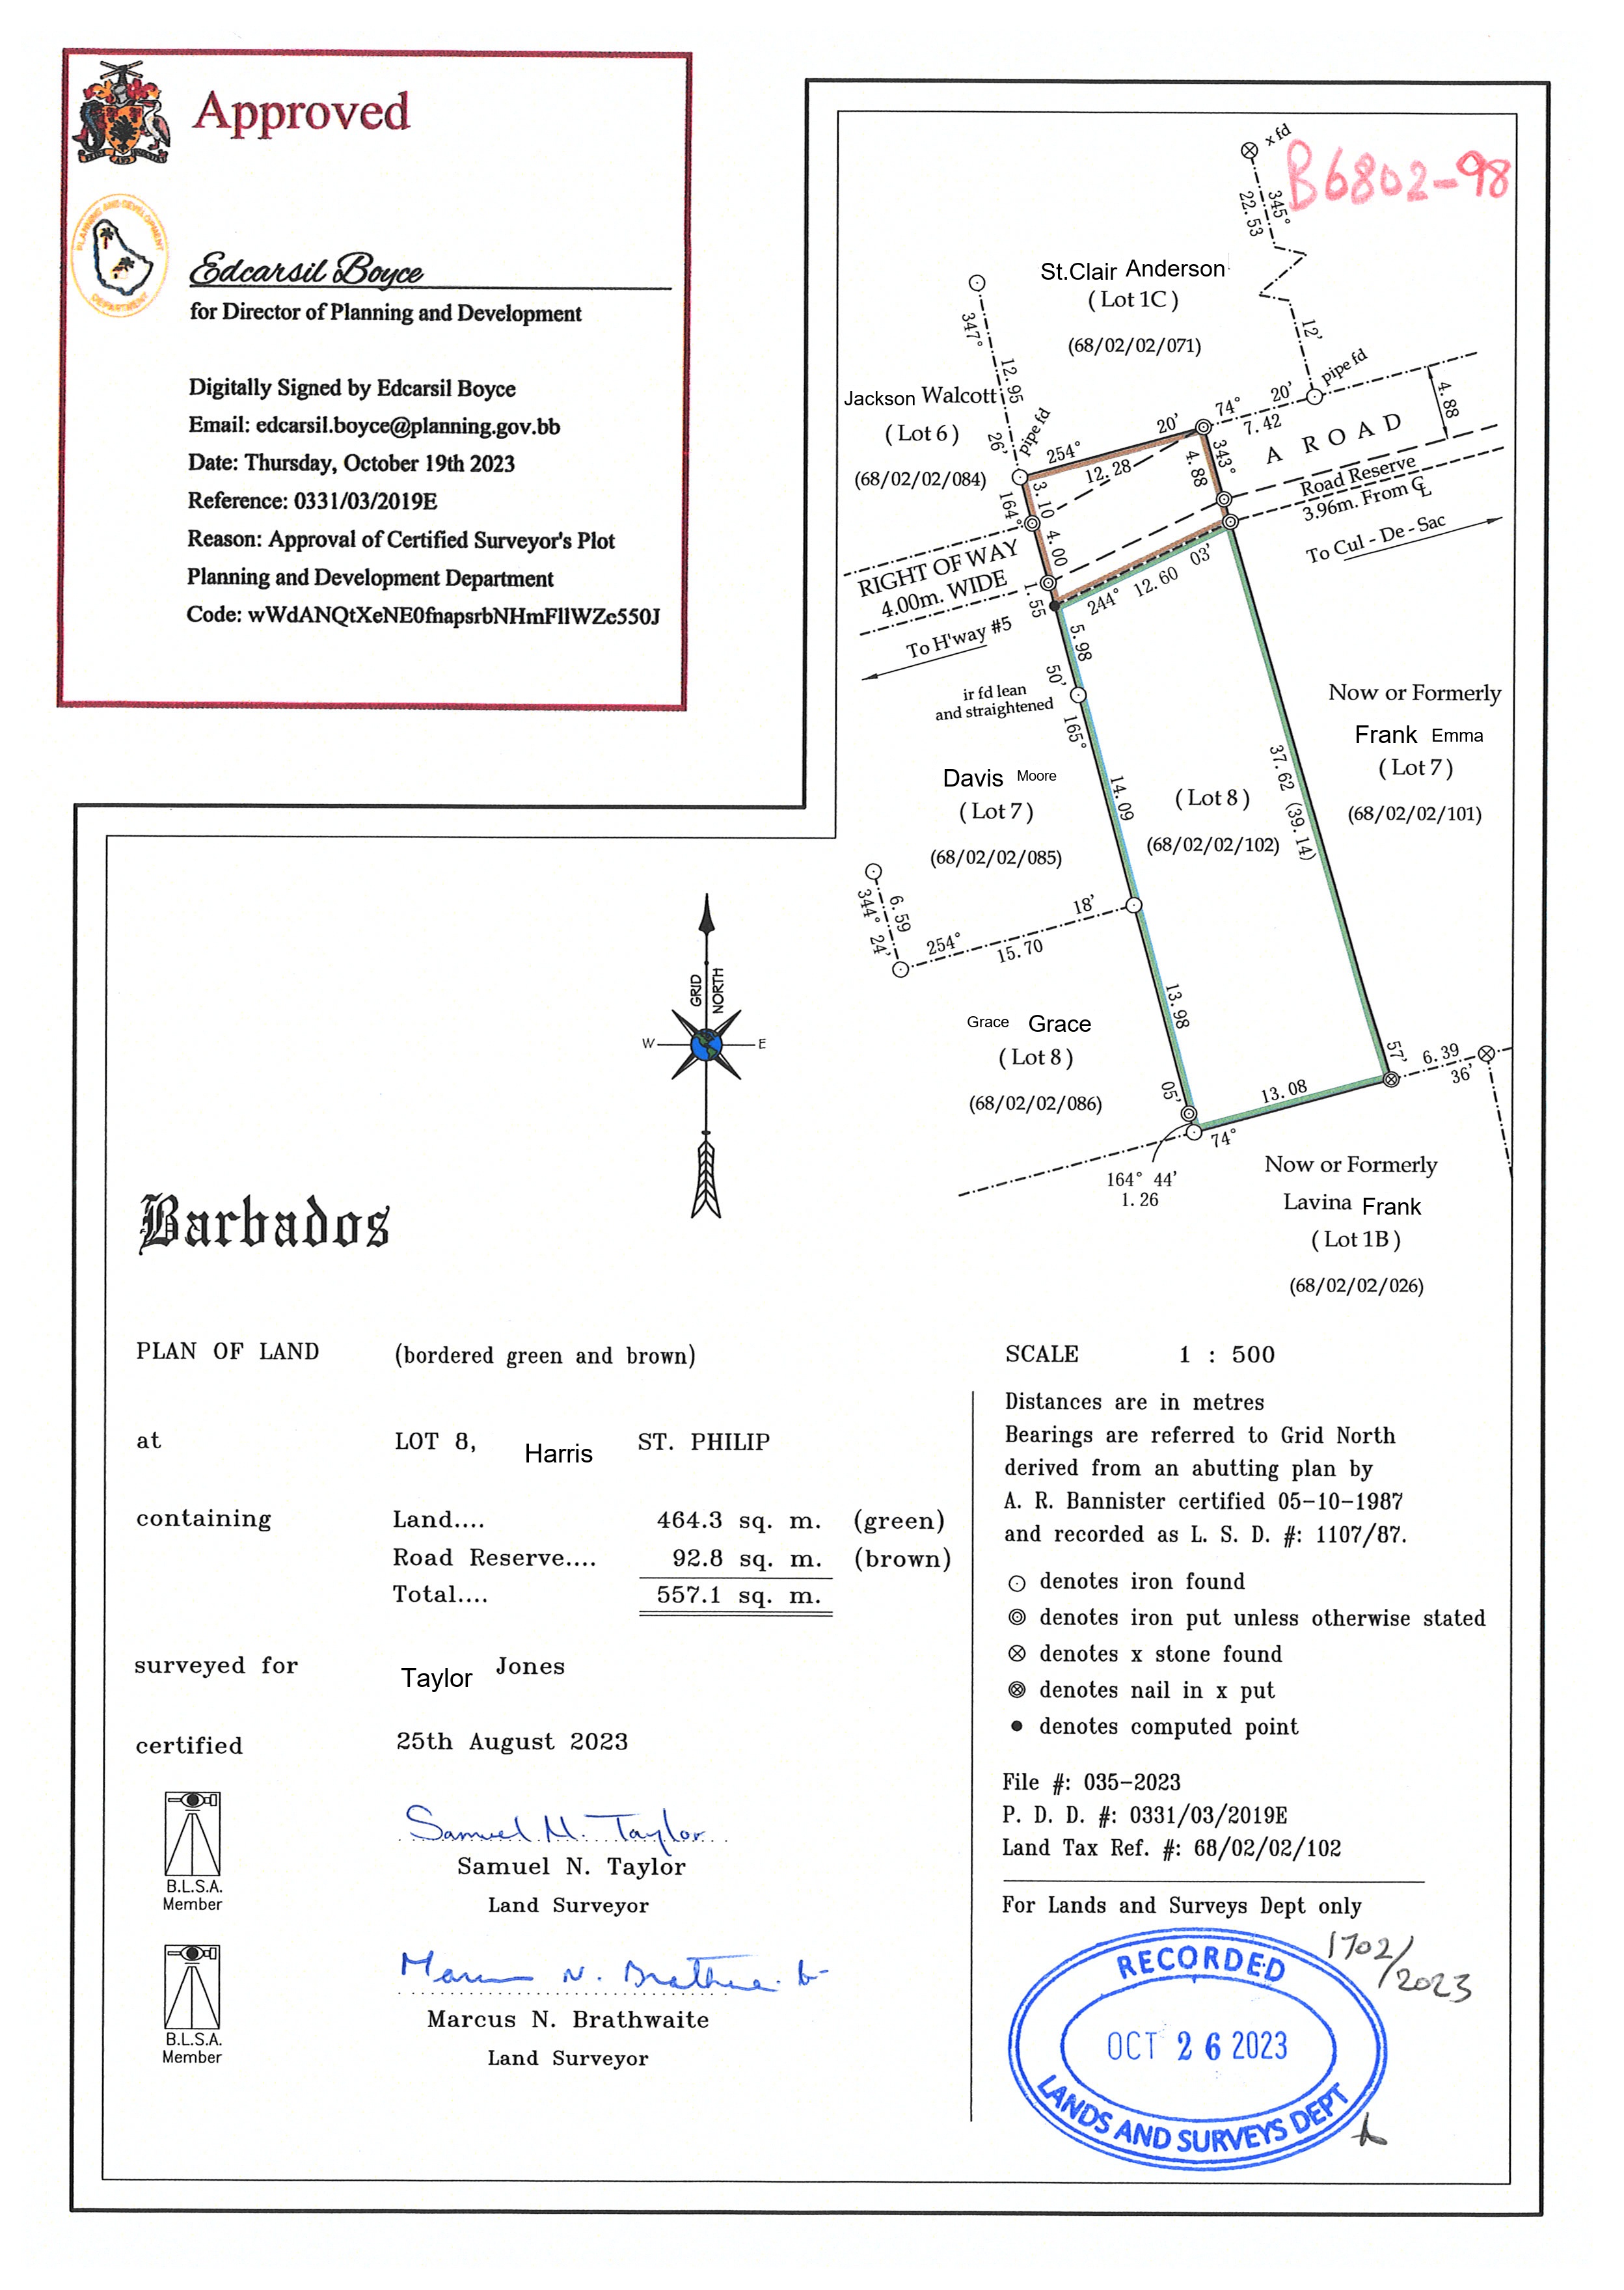 Approved
Edcarsil Boyce
for Director of Planning and Development
Digitally Signed by Edcarsil Boyce
Email: edcarsil.boyce@planning.gov.bb
Date: Thursday, October 19th 2023
Reference: 0331/03/2019E
Reason: Approval of Certified Surveyor's Plot
Planning and Development Department
Code: wWdANQtXeNE0fnapsrbNHmFllWZc550J
PLANNING AND DEVELOPMENT
DEPARTMENT
B6802-98
x fd
345°
22.53
12'
St.Clair Anderson
( Lot 1C )
(68/02/02/071)
347°
12.95
26'
pipe fd
Jackson Walcott
( Lot 6 )
(68/02/02/084)
pipe fd
74°
20'
7.42
4.88
A ROAD
254°
20'
12.28
343°
4.88
Road Reserve
3.96m. From ℄
To Cul - De - Sac
164°
3.10
4.00
1.55
RIGHT OF WAY
4.00m. WIDE
To H'way #5
244°
12.60
03'
5.98
50'
ir fd lean
and straightened
165°
14.09
Now or Formerly
Frank Emma
( Lot 7 )
(68/02/02/101)
37.62 (39.14)
Davis Moore
( Lot 7 )
(68/02/02/085)
( Lot 8 )
(68/02/02/102)
6.59
344°
24'
254°
15.70
18'
GRID
NORTH
W
E
13.98
05'
Grace Grace
( Lot 8 )
(68/02/02/086)
57'
6.39
36'
13.08
74°
164° 44'
1.26
Now or Formerly
Lavina Frank
( Lot 1B )
(68/02/02/026)
Barbados
PLAN OF LAND (bordered green and brown)
at LOT 8, Harris ST. PHILIP
containing Land.... 464.3 sq. m. (green)
Road Reserve.... 92.8 sq. m. (brown)
Total.... 557.1 sq. m.
surveyed for Taylor Jones
certified 25th August 2023
B.L.S.A.
Member
Samuel N. Taylor
Samuel N. Taylor
Land Surveyor
B.L.S.A.
Member
Marcus N. Brathwaite
Land Surveyor
SCALE 1 : 500
Distances are in metres
Bearings are referred to Grid North
derived from an abutting plan by
A. R. Bannister certified 05-10-1987
and recorded as L. S. D. #: 1107/87.
denotes iron found
denotes iron put unless otherwise stated
denotes x stone found
denotes nail in x put
denotes computed point
File #: 035-2023
P. D. D. #: 0331/03/2019E
Land Tax Ref. #: 68/02/02/102
For Lands and Surveys Dept only
1702/2023
RECORDED
OCT 26 2023
LANDS AND SURVEYS DEPT